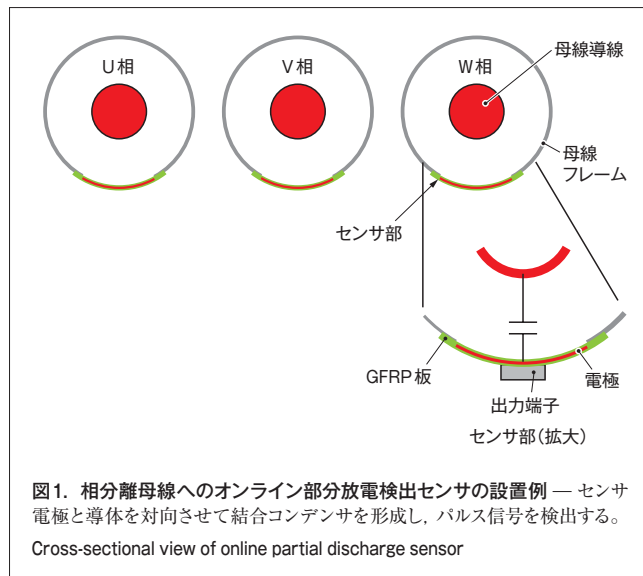 U相
V相
W相
母線導線
母線
フレーム
センサ部
GFRP板
電極
出力端子
センサ部(拡大)
図1. 相分離母線へのオンライン部分放電検出センサの設置例 — センサ
電極と導体を対向させて結合コンデンサを形成し,パルス信号を検出する。
Cross-sectional view of online partial discharge sensor